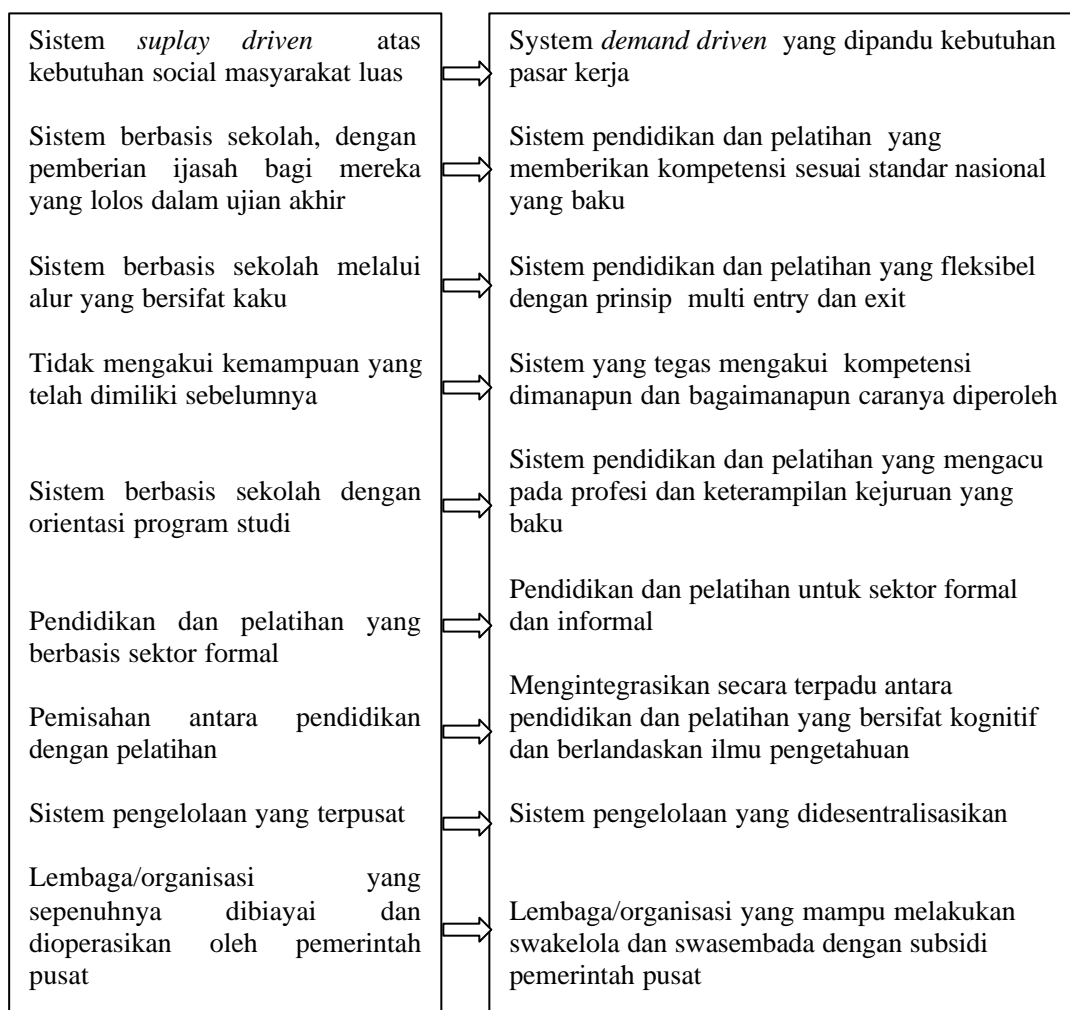 Sistem suplay driven atas
kebutuhan social masyarakat luas
System demand driven yang dipandu kebutuhan
pasar kerja
Sistem berbasis sekolah, dengan
pemberian ijasah bagi mereka
yang lolos dalam ujian akhir
Sistem pendidikan dan pelatihan yang
memberikan kompetensi sesuai standar nasional
yang baku
Sistem berbasis sekolah melalui
alur yang bersifat kaku
Sistem pendidikan dan pelatihan yang fleksibel
dengan prinsip multi entry dan exit
Tidak mengakui kemampuan yang
telah dimiliki sebelumnya
Sistem yang tegas mengakui kompetensi
dimanapun dan bagaimanapun caranya diperoleh
Sistem berbasis sekolah dengan
orientasi program studi
Sistem pendidikan dan pelatihan yang mengacu
pada profesi dan keterampilan kejuruan yang
baku
Pendidikan dan pelatihan yang
berbasis sektor formal
Pendidikan dan pelatihan untuk sektor formal
dan informal
Pemisahan antara pendidikan
dengan pelatihan
Mengintegrasikan secara terpadu antara
pendidikan dan pelatihan yang bersifat kognitif
dan berlandaskan ilmu pengetahuan
Sistem pengelolaan yang terpusat
Sistem pengelolaan yang didesentralisasikan
Lembaga/organisasi yang
sepenuhnya dibiayai dan
dioperasikan oleh pemerintah
pusat
Lembaga/organisasi yang mampu melakukan
swakelola dan swasembada dengan subsidi
pemerintah pusat